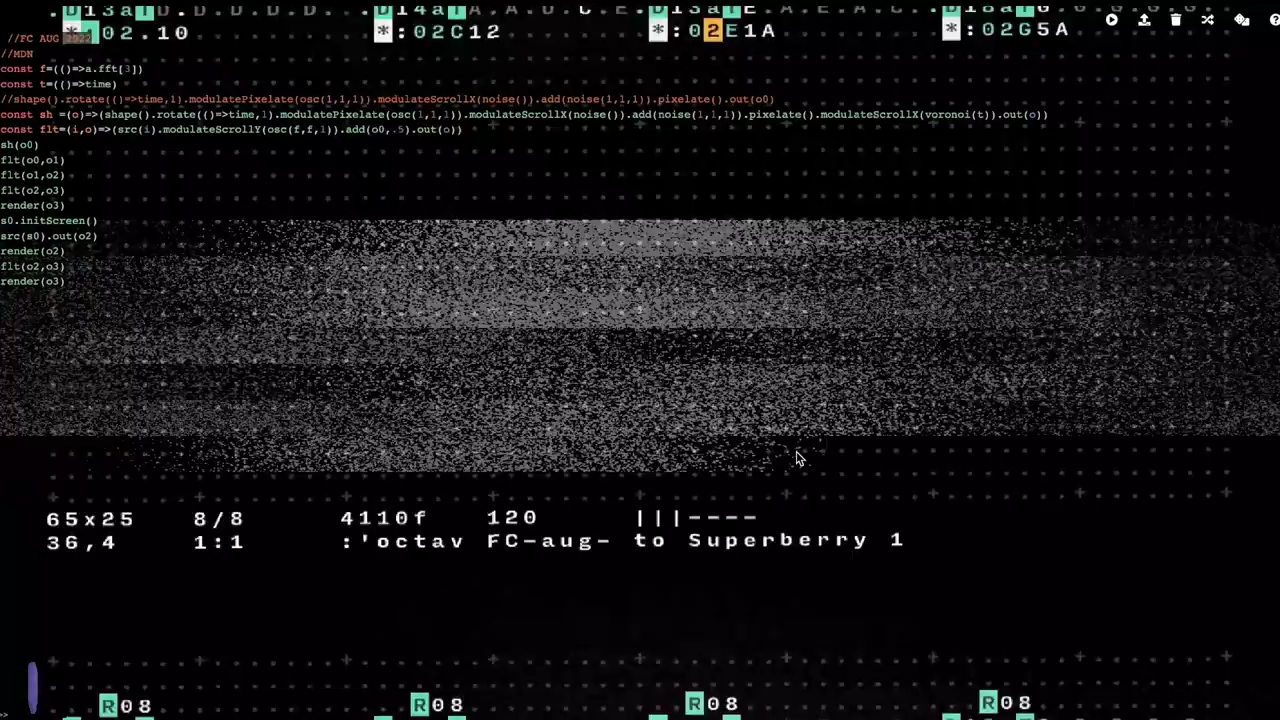 .D13aTD.D.D.D.D. D14aTA.A.U.C.E. D13aTE.A.E.A. D18aTG.G.G.G.
*:02.10 *:02C12 *:02E1A *:02G5A
//FC AUG 2022
//MDN
const f=(()=>a.fft[3])
const t=(()=>time)
//shape().rotate(()=>time,1).modulatePixelate(osc(1,1,1)).modulateScrollX(noise()).add(noise(1,1,1)).pixelate().out(o0)
const sh =(o)=>(shape().rotate(()=>time,1).modulatePixelate(osc(1,1,1)).modulateScrollX(noise()).add(noise(1,1,1)).pixelate().modulateScrollX(voronoi(t)).out(o))
const flt=(i,o)=>(src(i).modulateScrollY(osc(f,f,1)).add(o0,.5).out(o))
sh(o0)
flt(o0,o1)
flt(o1,o2)
flt(o2,o3)
render(o3)
s0.initScreen()
src(s0).out(o2)
render(o2)
flt(o2,o3)
render(o3)
65x25 8/8 4110f 120 |||----
36,4 1:1 :'octav FC-aug- to Superberry 1
R08 R08 R08 R08
>>